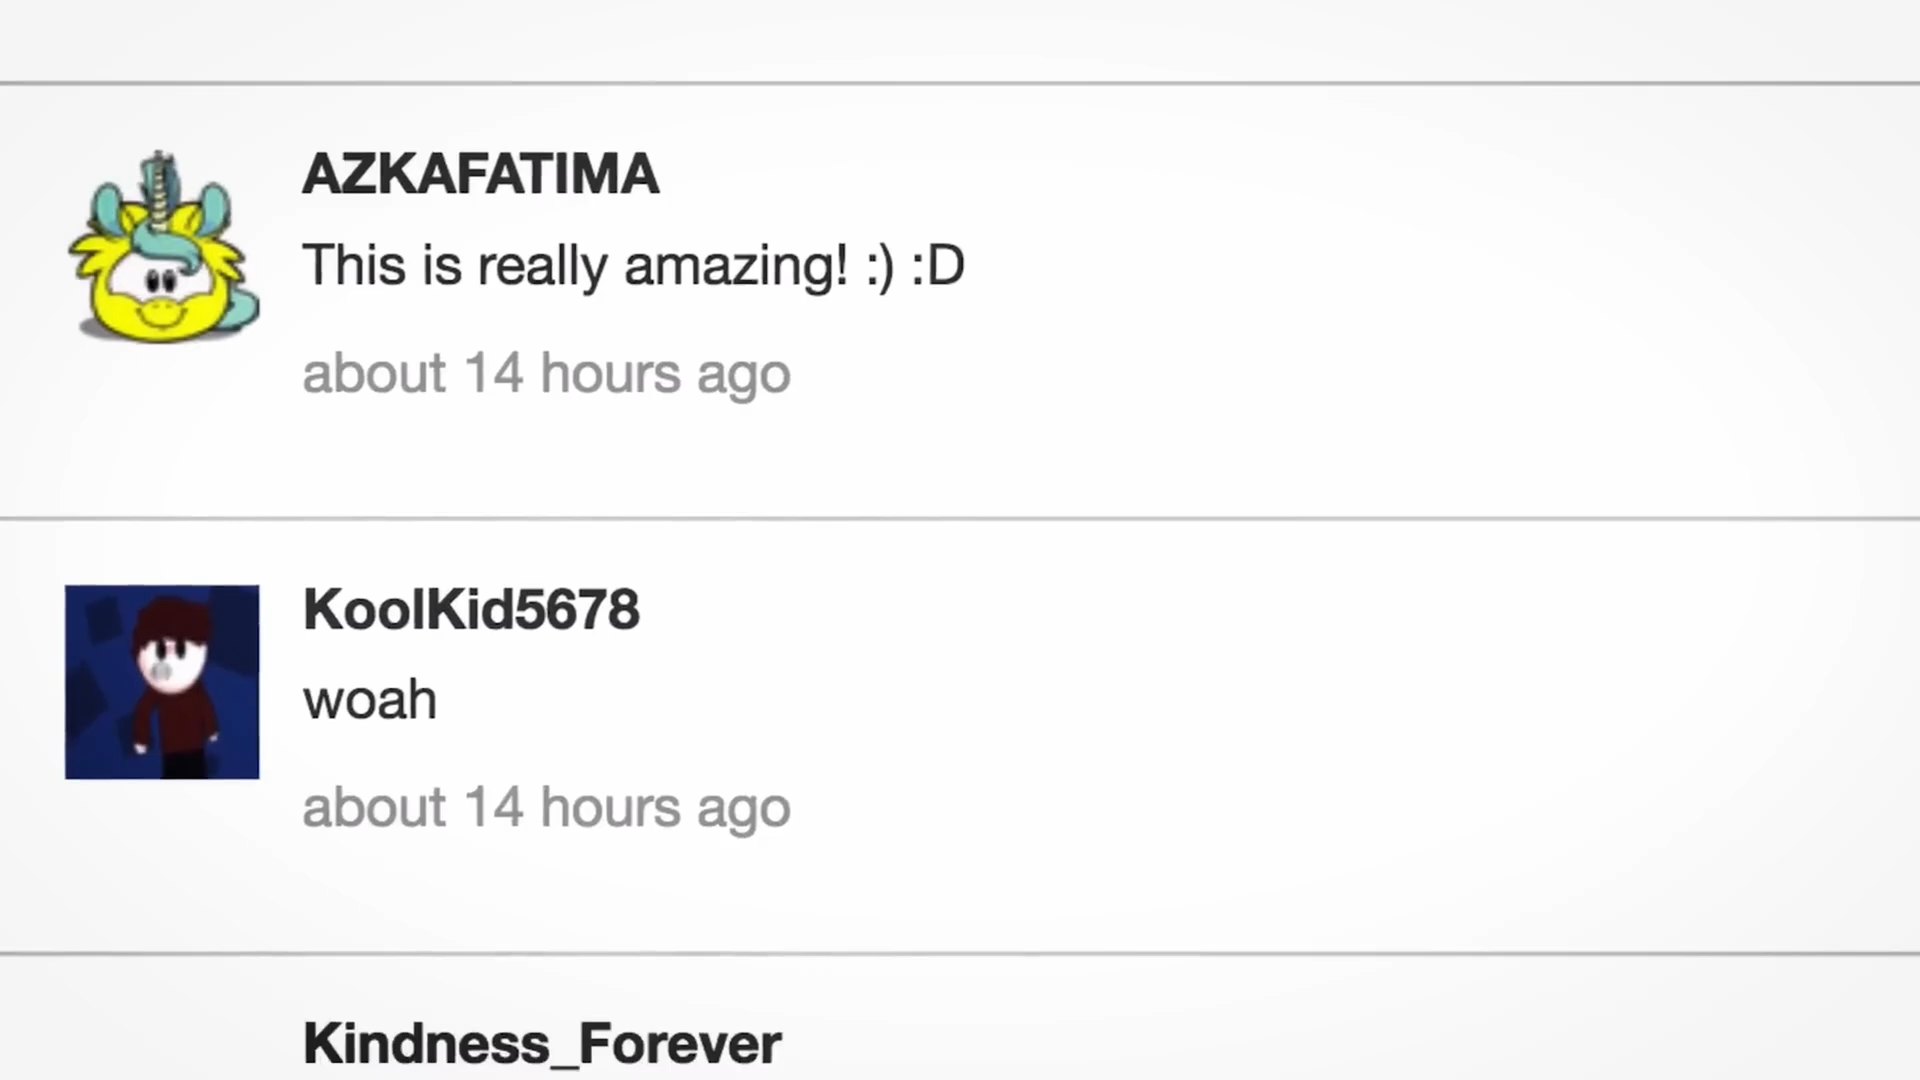 AZKAFATIMA
This is really amazing! :) :D
about 14 hours ago
KoolKid5678
woah
about 14 hours ago
Kindness_Forever